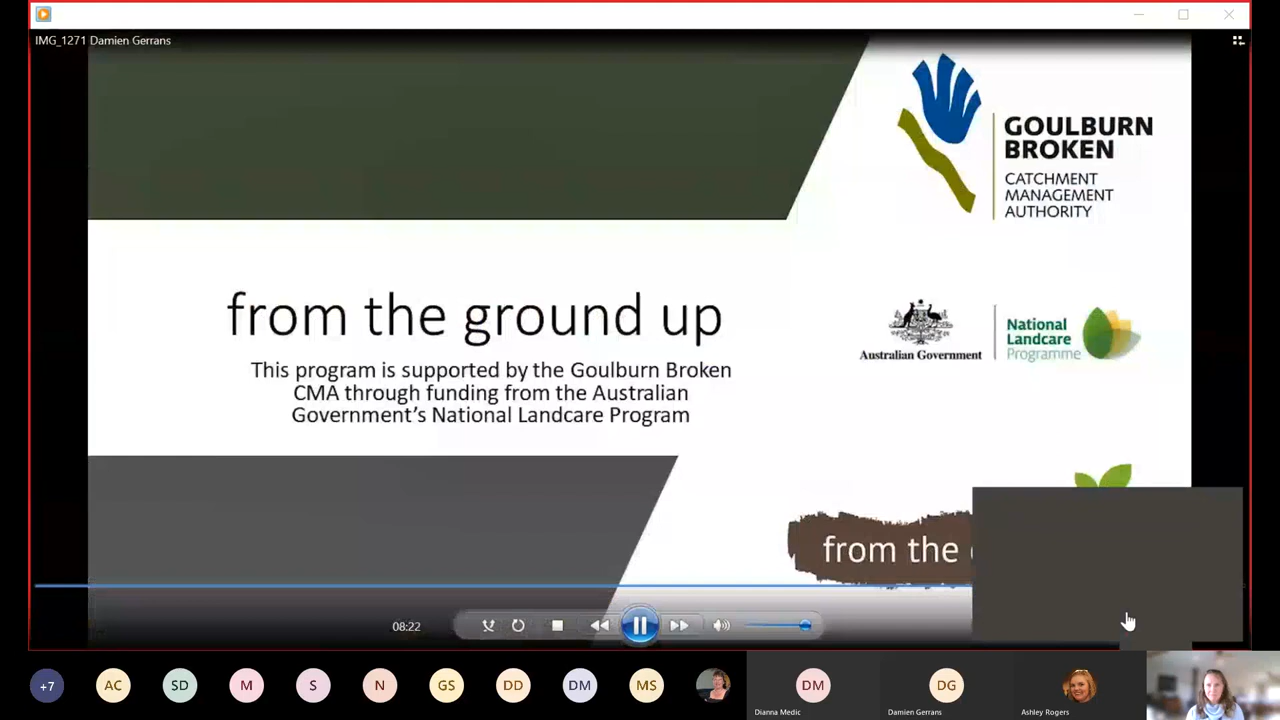 IMG_1271 Damien Gerrans
GOULBURN
BROKEN
CATCHMENT
MANAGEMENT
AUTHORITY
from the ground up
This program is supported by the Goulburn Broken
CMA through funding from the Australian
Government's National Landcare Program
Australian Government
National
Landcare
Programme
from the
08:22
+7
AC
SD
M
S
N
GS
DD
DM
MS
DM
Dianna Medic
DG
Damien Gerrans
Ashley Rogers